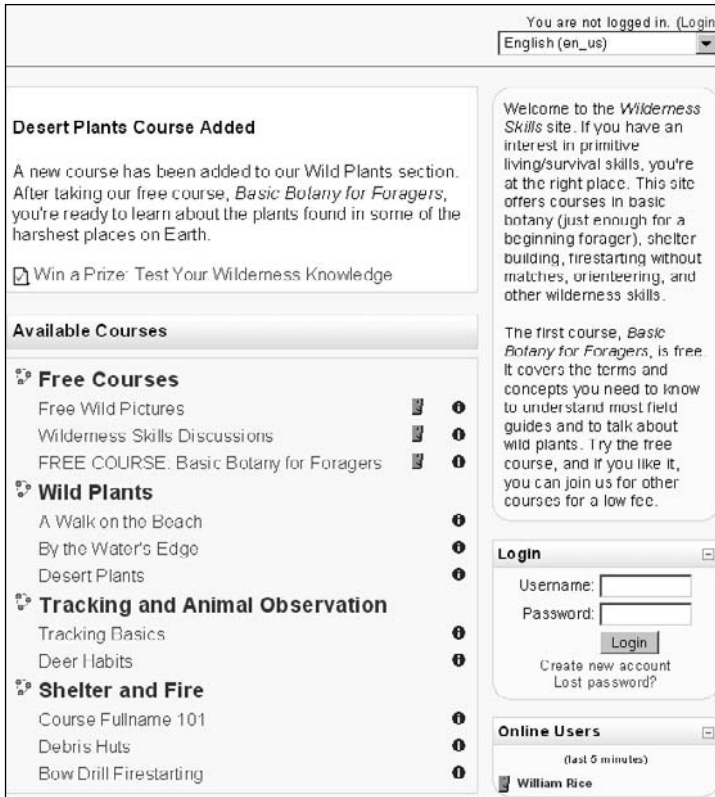 You are not logged in. (Login
English (en_us)
Desert Plants Course Added
A new course has been added to our Wild Plants section.
After taking our free course, Basic Botany for Foragers,
you're ready to learn about the plants found in some of the
harshest places on Earth.
Win a Prize: Test Your Wilderness Knowledge
Available Courses
Free Courses
Free Wild Pictures
Wilderness Skills Discussions
FREE COURSE: Basic Botany for Foragers
Wild Plants
A Walk on the Beach
By the Water's Edge
Desert Plants
Tracking and Animal Observation
Tracking Basics
Deer Habits
Shelter and Fire
Course Fullname 101
Debris Huts
Bow Drill Firestarting
Welcome to the Wilderness
Skills site. If you have an
interest in primitive
living/survival skills, you're
at the right place. This site
offers courses in basic
botany (just enough for a
beginning forager), shelter
building, firestarting without
matches, orienteering, and
other wilderness skills.
The first course, Basic
Botany for Foragers, is free.
It covers the terms and
concepts you need to know
to understand most field
guides and to talk about
wild plants. Try the free
course, and if you like it,
you can join us for other
courses for a low fee.
Login
Username:
Password:
Login
Create new account
Lost password?
Online Users
(last 5 minutes)
William Rice